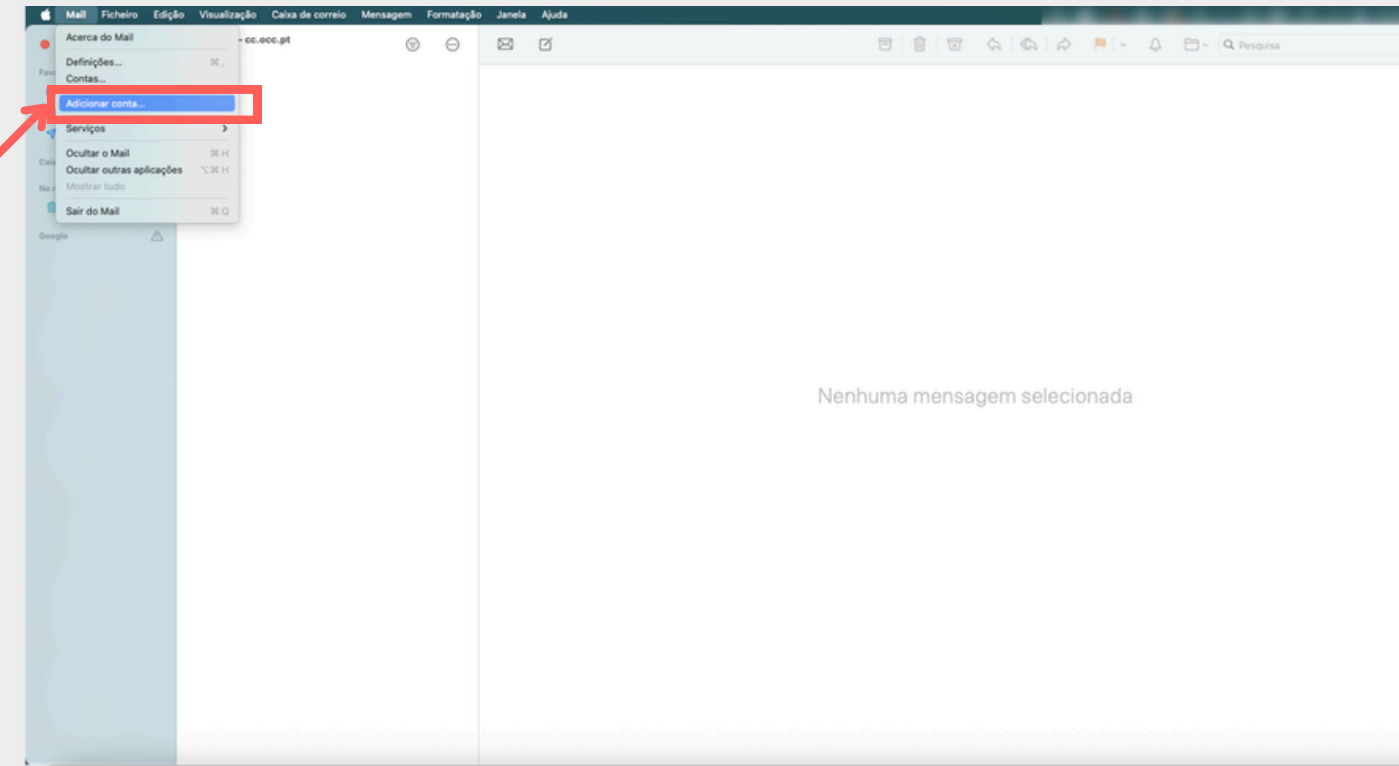 Mail Ficheiro Edição Visualização Caixa de correio Mensagem Formatação Janela Ajuda
Acerca do Mail
- cc.occ.pt
Pesquisa
Definições... ⌘ ,
Contas...
Adicionar conta...
Serviços >
Ocultar o Mail ⌘ H
Ocultar outras aplicações ⌥⌘ H
Mostrar tudo
Sair do Mail ⌘ Q
Google
Nenhuma mensagem selecionada